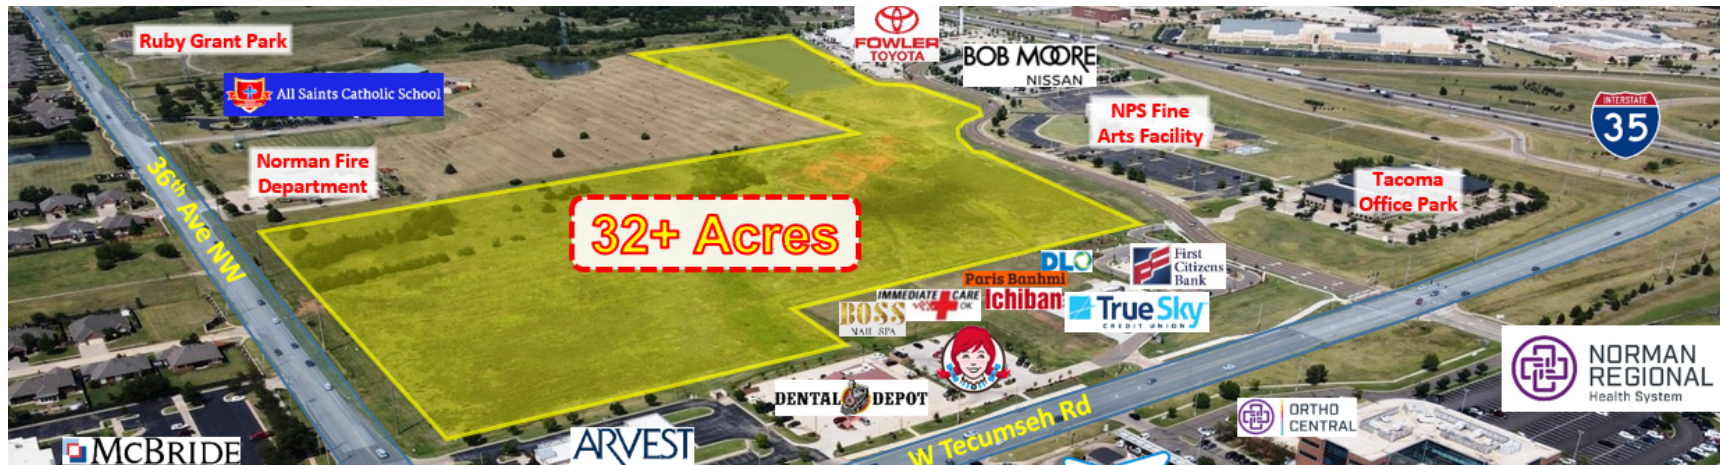 Ruby Grant Park
All Saints Catholic School
Norman Fire
Department
36th Ave NW
32+ Acres
FOWLER
TOYOTA
BOB MOORE
NISSAN
NPS Fine
Arts Facility
INTERSTATE
35
Tacoma
Office Park
DLO
First
Citizens
Bank
Paris Banhmi
Ichiban
IMMEDIATE CARE
OK
BOSS
NAIL SPA
TrueSky
CREDIT UNION
DENTAL DEPOT
W Tecumseh Rd
NORMAN
REGIONAL
Health System
ORTHO
CENTRAL
MCBRIDE
ARVEST